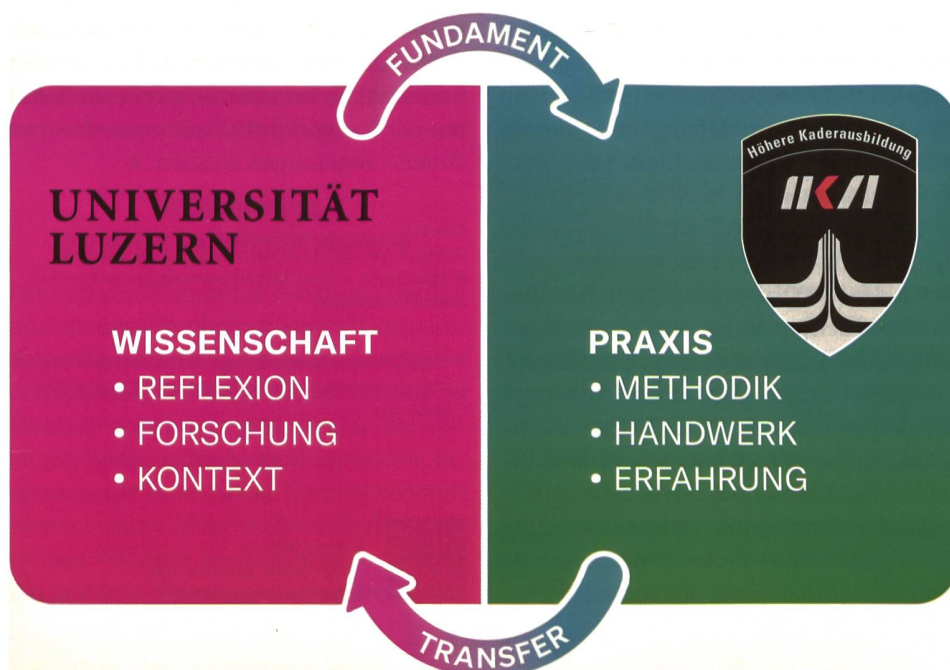 FUNDAMENT
UNIVERSITÄT
LUZERN
WISSENSCHAFT
• REFLEXION
• FORSCHUNG
• KONTEXT
Höhere Kaderausbildung
HKA
PRAXIS
• METHODIK
• HANDWERK
• ERFAHRUNG
TRANSFER